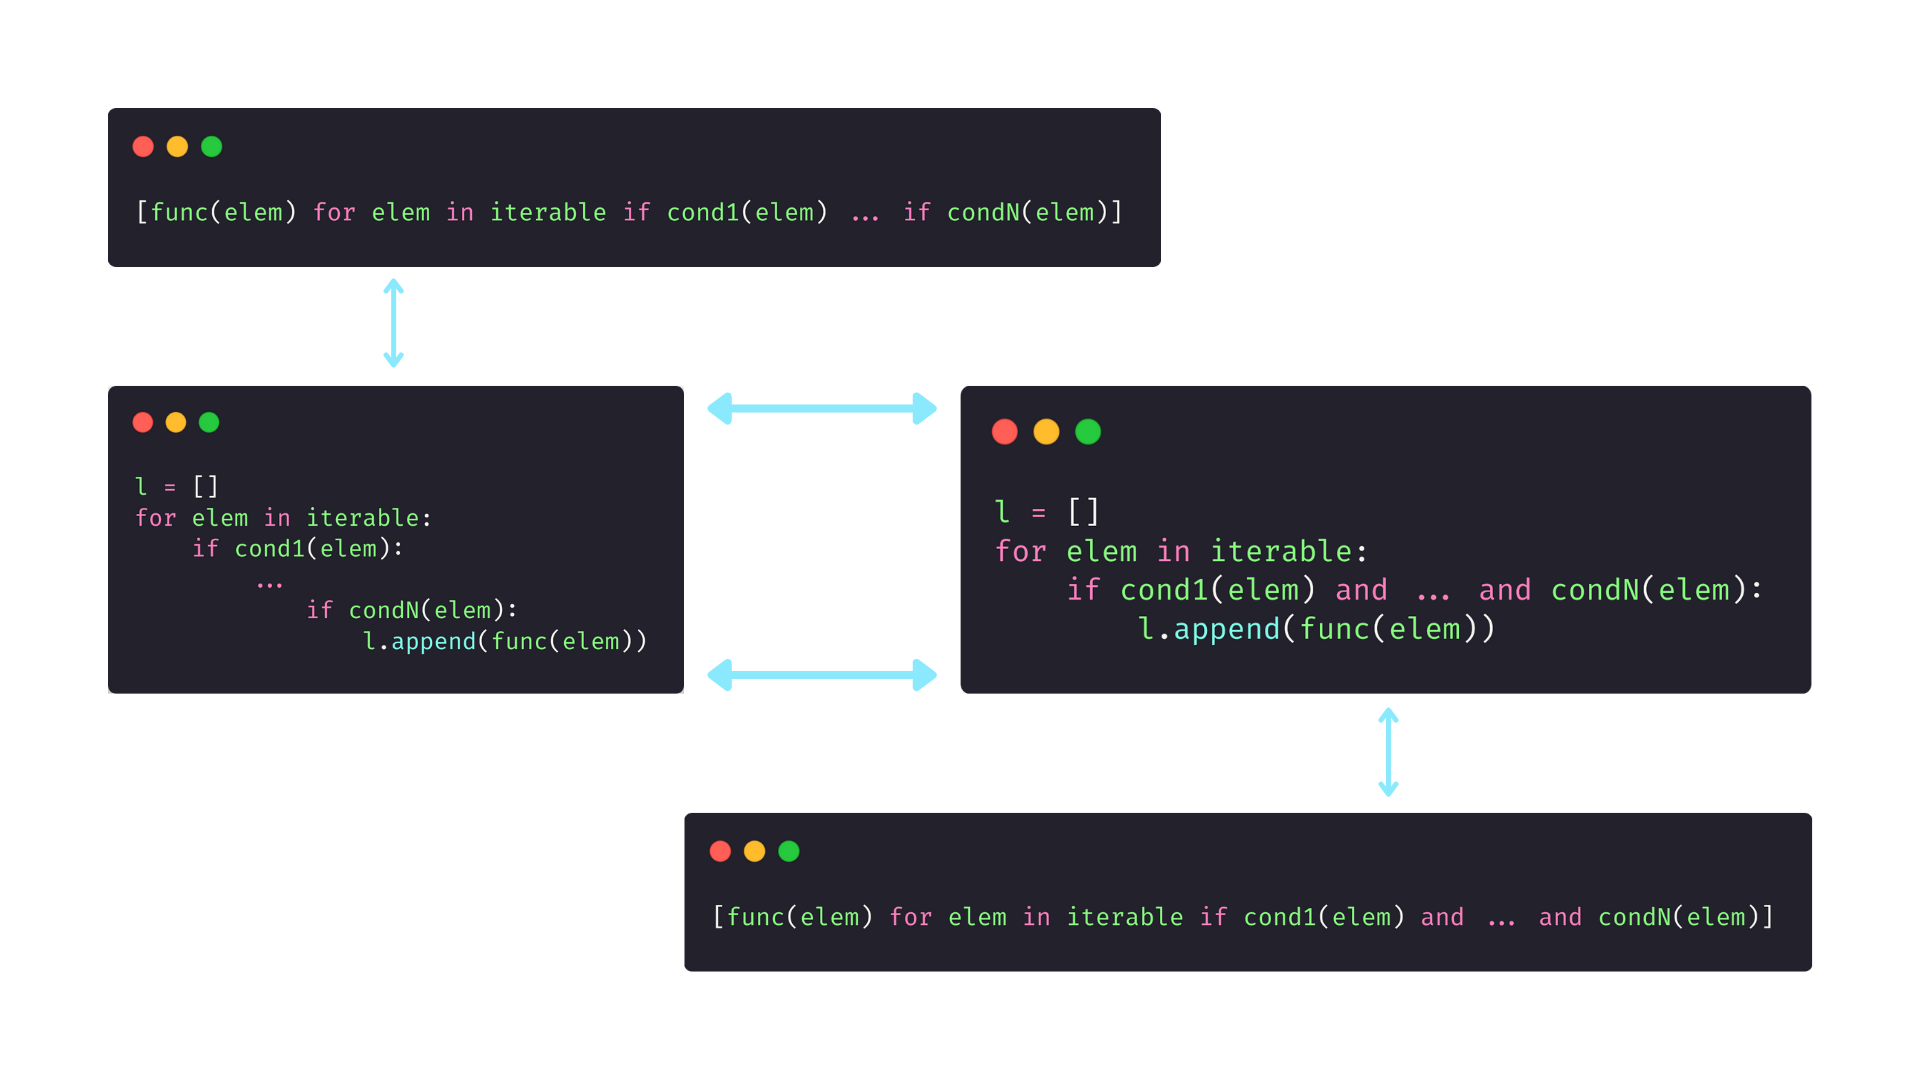 [func(elem) for elem in iterable if cond1(elem) ... if condN(elem)]
l = []
for elem in iterable:
    if cond1(elem):
        ...
            if condN(elem):
                l.append(func(elem))
l = []
for elem in iterable:
    if cond1(elem) and ... and condN(elem):
        l.append(func(elem))
[func(elem) for elem in iterable if cond1(elem) and ... and condN(elem)]